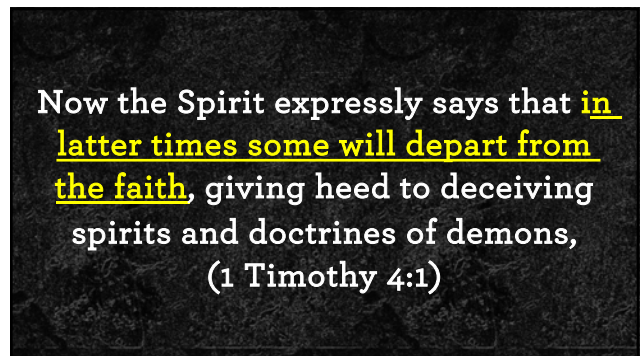 Now the Spirit expressly says that in
latter times some will depart from
the faith, giving heed to deceiving
spirits and doctrines of demons,
(1 Timothy 4:1)